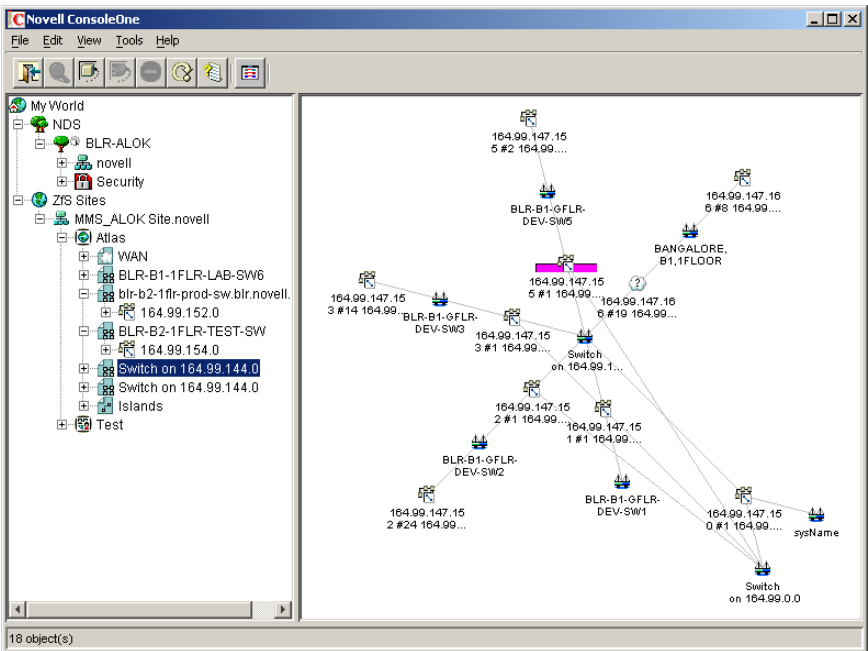 Novell ConsoleOne
File Edit View Tools Help
My World
NDS
BLR-ALOK
novell
Security
ZfS Sites
MMS_ALOK Site.novell
Atlas
WAN
BLR-B1-1FLR-LAB-SW6
blr-b2-1flr-prod-sw.blr.novell.
164.99.152.0
BLR-B2-1FLR-TEST-SW
164.99.154.0
Switch on 164.99.144.0
Switch on 164.99.144.0
Islands
Test
164.99.147.15
5 #2 164.99....
164.99.147.16
6 #8 164.99....
BLR-B1-GFLR-
DEV-SW5
BANGALORE,
B1,1FLOOR
164.99.147.15
5 #1 164.99....
?
164.99.147.16
6 #19 164.99...
164.99.147.15
3 #14 164.99...
BLR-B1-GFLR-
DEV-SW3
164.99.147.15
3 #1 164.99....
Switch
on 164.99.1...
164.99.147.15
2 #1 164.99....
164.99.147.15
1 #1 164.99....
BLR-B1-GFLR-
DEV-SW2
BLR-B1-GFLR-
DEV-SW1
164.99.147.15
2 #24 164.99...
164.99.147.15
0 #1 164.99....
sysName
Switch
on 164.99.0.0
18 object(s)